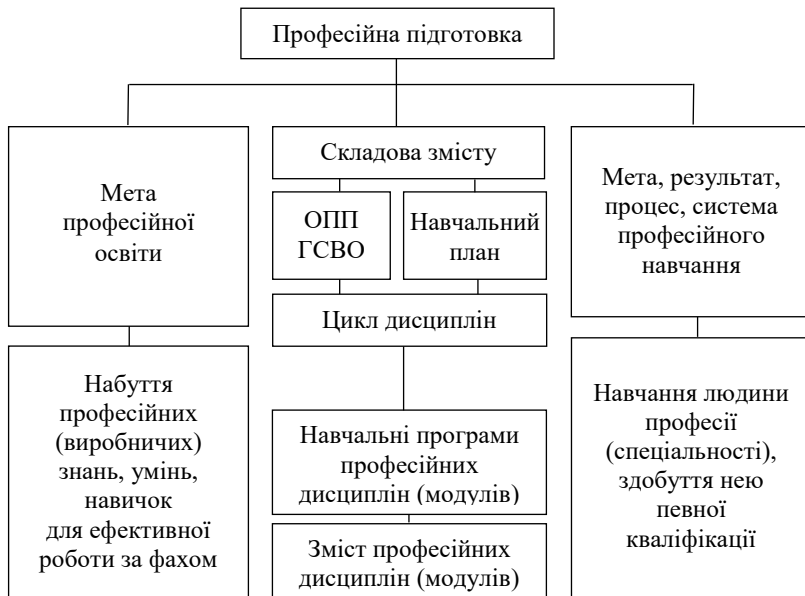 Професійна підготовка
Мета
професійної
освіти
Складова змісту
ОПП
ГСВО
Навчальний
план
Цикл дисциплін
Мета, результат,
процес, система
професійного
навчання
Набуття
професійних
(виробничих)
знань, умінь,
навичок
для ефективної
роботи за фахом
Навчальні програми
професійних
дисциплін (модулів)
Зміст професійних
дисциплін (модулів)
Навчання людини
професії
(спеціальності),
здобуття нею
певної
кваліфікації